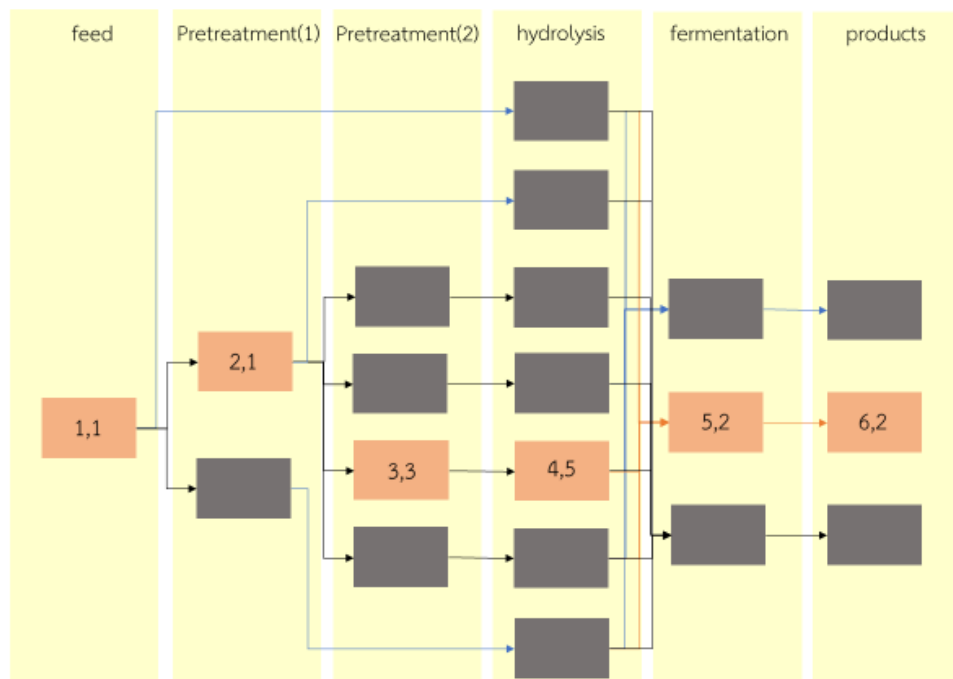 feed
Pretreatment(1)
Pretreatment(2)
hydrolysis
fermentation
products
2,1
1,1
5,2
6,2
3,3
4,5